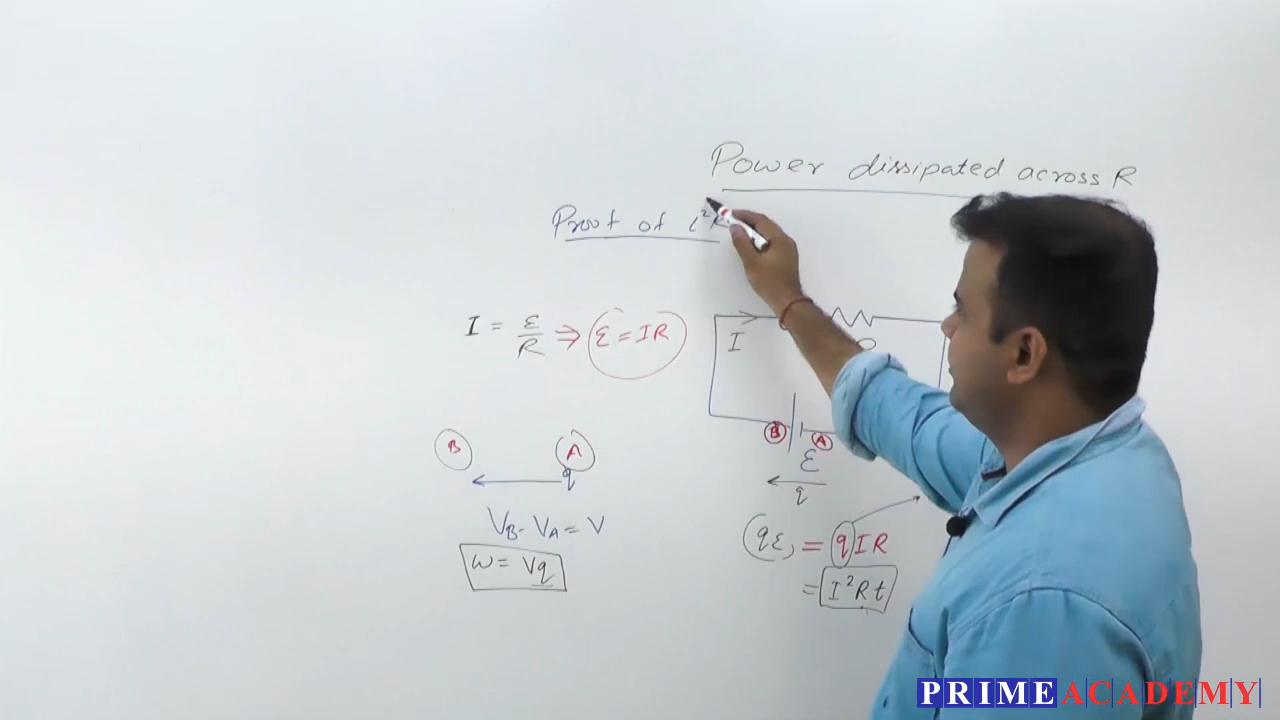 Power dissipated across R
Proof of i²R
I = ε/R ⇒ ε = IR
I
B A
ε
q
B A
q
V_B - V_A = V
w = Vq
qε = qIR
= I²Rt
PRIME ACADEMY